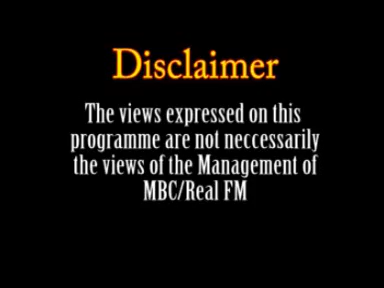 Disclaimer
The views expressed on this
programme are not neccessarily
the views of the Management of
MBC/Real FM